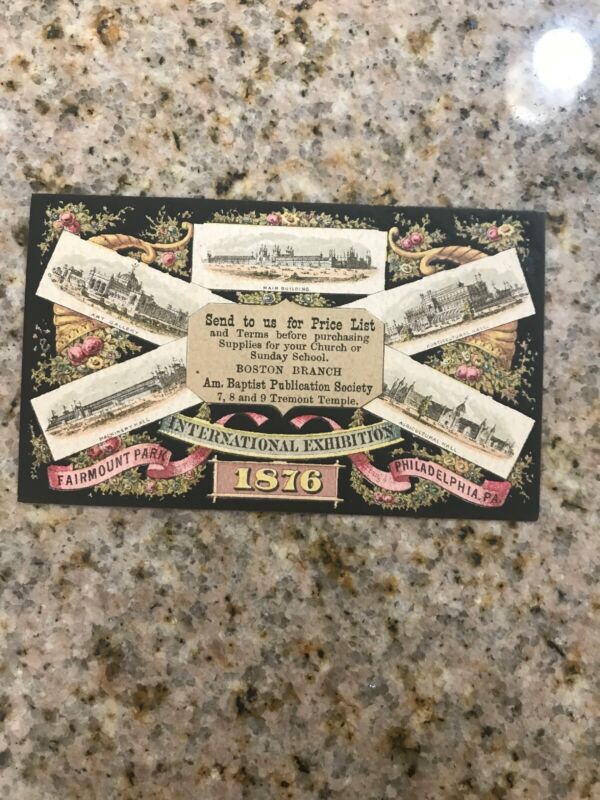 MAIN BUILDING.
ART GALLERY
HORTICULTURAL HALL
MACHINERY HALL
AGRICULTURAL HALL
Send to us for Price List
and Terms before purchasing
Supplies for your Church or
Sunday School.
BOSTON BRANCH
Am. Baptist Publication Society
7, 8 and 9 Tremont Temple.
INTERNATIONAL EXHIBITION
FAIRMOUNT PARK
1876
PHILADELPHIA, PA.